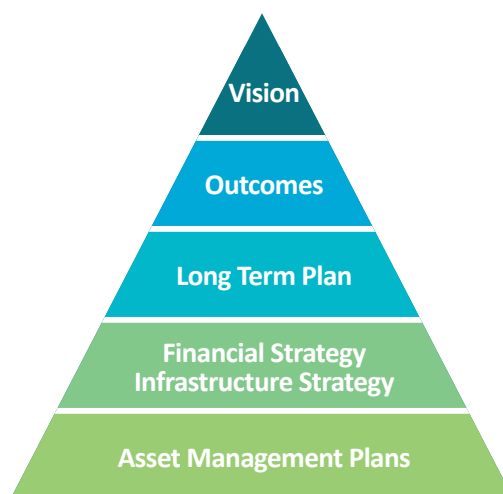 Vision
Outcomes
Long Term Plan
Financial Strategy
Infrastructure Strategy
Asset Management Plans